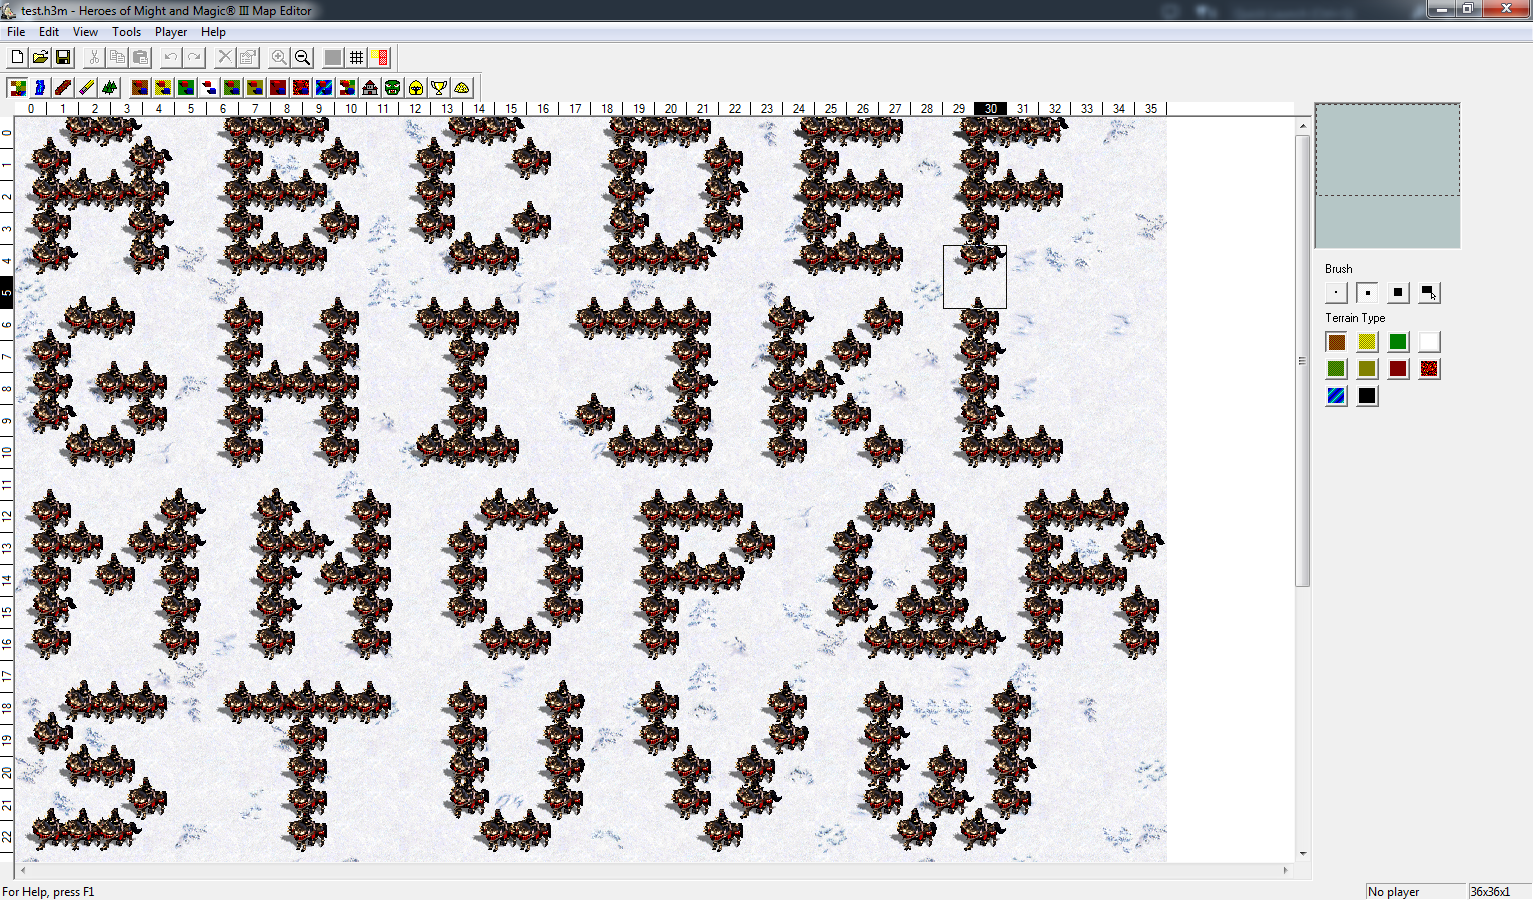 test.h3m - Heroes of Might and Magic® III Map Editor
File Edit View Tools Player Help
0 1 2 3 4 5 6 7 8 9 10 11 12 13 14 15 16 17 18 19 20 21 22 23 24 25 26 27 28 29 30 31 32 33 34 35
0
1
2
3
4
5
6
7
8
9
10
11
12
13
14
15
16
17
18
19
20
21
22
A B C D E F
G H I J K L
M N O P Q R
S T U V W
Brush
Terrain Type
For Help, press F1
No player
36x36x1